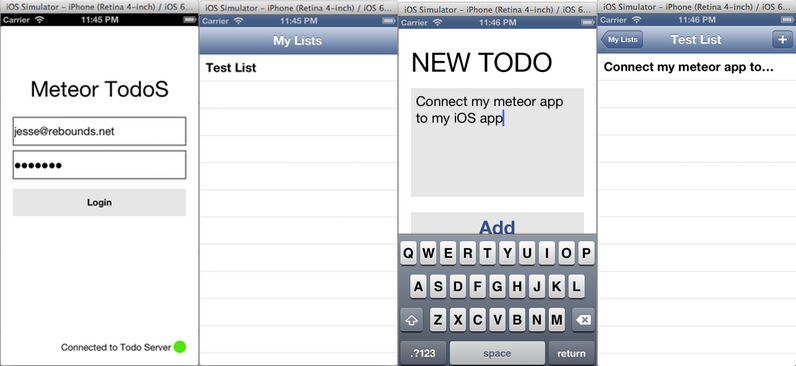 iOS Simulator – iPhone (Retina 4-inch) / iOS 6...
Carrier 11:45 PM
Meteor TodoS
jesse@rebounds.net
Login
Connected to Todo Server
iOS Simulator – iPhone (Retina 4-inch) / iOS 6...
Carrier 11:45 PM
My Lists
Test List
iOS Simulator – iPhone (Retina 4-inch) / iOS 6...
Carrier 11:46 PM
NEW TODO
Connect my meteor app
to my iOS app
Add
Q W E R T Y U I O P
A S D F G H J K L
Z X C V B N M
.?123 space return
iOS Simulator – iPhone (Retina 4-inch) / iOS 6...
Carrier 11:46 PM
My Lists Test List +
Connect my meteor app to...